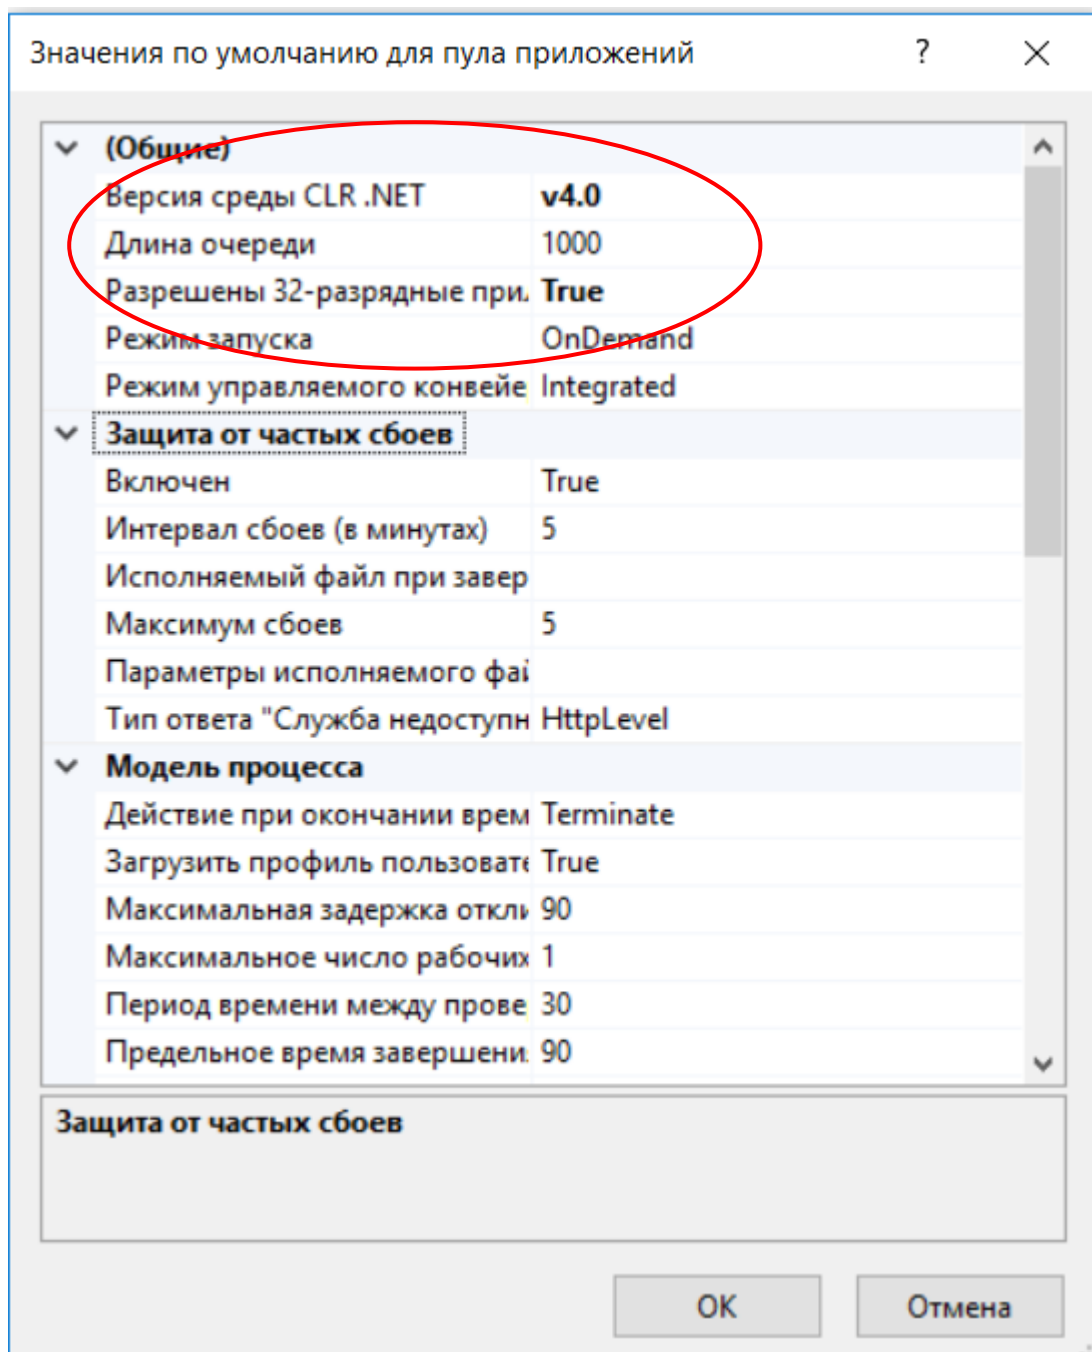 Значения по умолчанию для пула приложений ?
(Общие)
Версия среды CLR .NET v4.0
Длина очереди 1000
Разрешены 32-разрядные при True
Режим запуска OnDemand
Режим управляемого конвейе Integrated
Защита от частых сбоев
Включен True
Интервал сбоев (в минутах) 5
Исполняемый файл при завер
Максимум сбоев 5
Параметры исполняемого фай
Тип ответа "Служба недоступн HttpLevel
Модель процесса
Действие при окончании врем Terminate
Загрузить профиль пользовате True
Максимальная задержка откли 90
Максимальное число рабочих 1
Период времени между прове 30
Предельное время завершени 90
Защита от частых сбоев
ОК Отмена